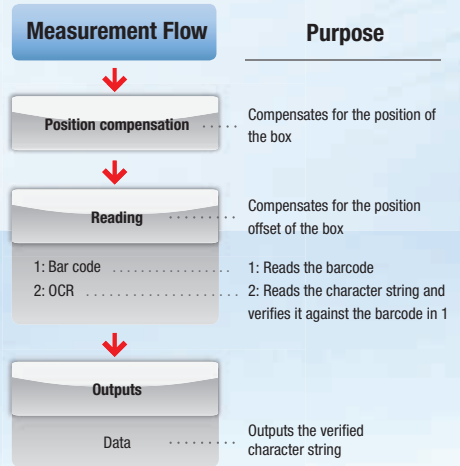 Measurement Flow
Purpose
Position compensation
Compensates for the position of
the box
Reading
Compensates for the position
offset of the box
1: Bar code
1: Reads the barcode
2: OCR
2: Reads the character string and
verifies it against the barcode in 1
Outputs
Data
Outputs the verified
character string